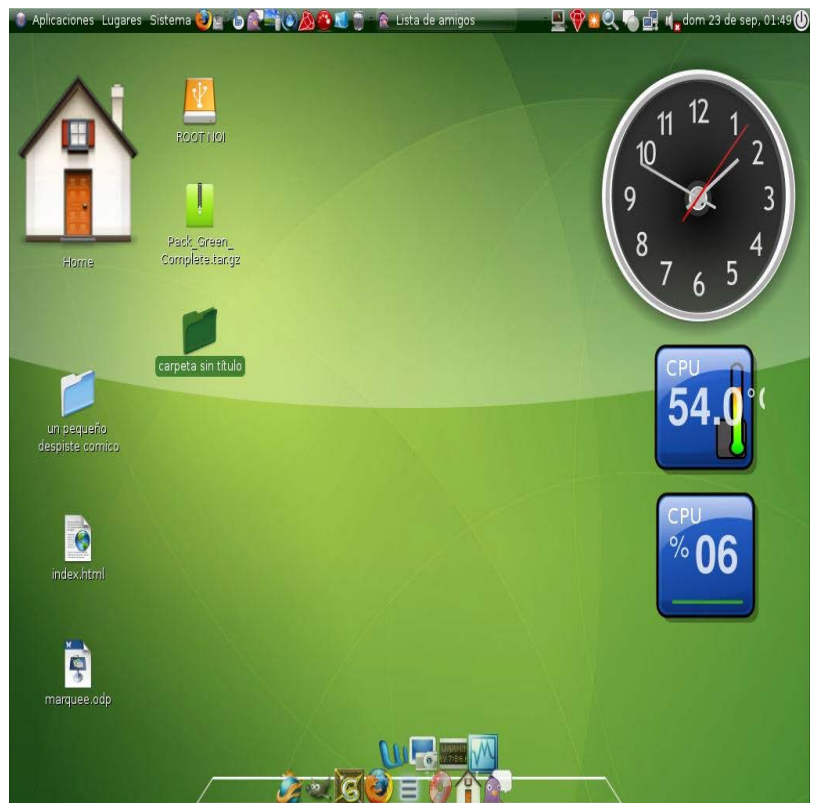 Aplicaciones Lugares Sistema
Lista de amigos
dom 23 de sep, 01:49
Home
ROOT NOI
Pack_Green_
Complete.tar.gz
carpeta sin título
un pequeño
despiste comico
index.html
marquee.odp
12
1
2
3
4
5
6
7
8
9
10
11
CPU
54.0°C
CPU
% 06